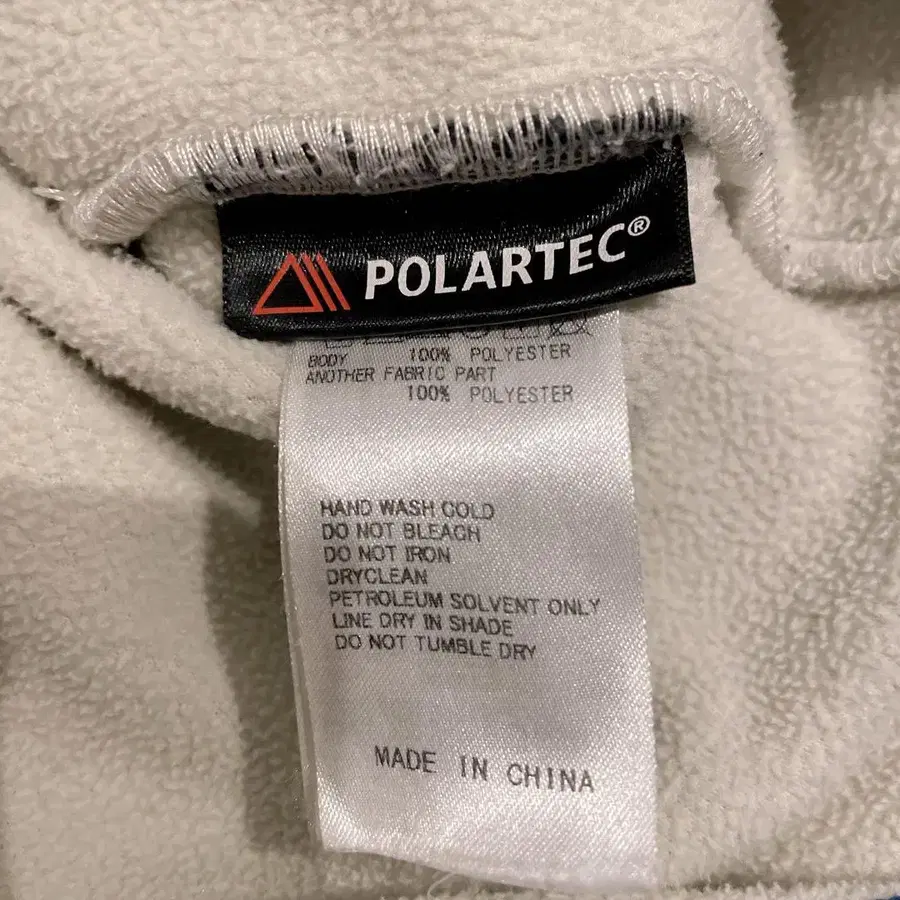 POLARTEC®
BODY 100% POLYESTER
ANOTHER FABRIC PART
100% POLYESTER
HAND WASH COLD
DO NOT BLEACH
DO NOT IRON
DRYCLEAN
PETROLEUM SOLVENT ONLY
LINE DRY IN SHADE
DO NOT TUMBLE DRY
MADE IN CHINA